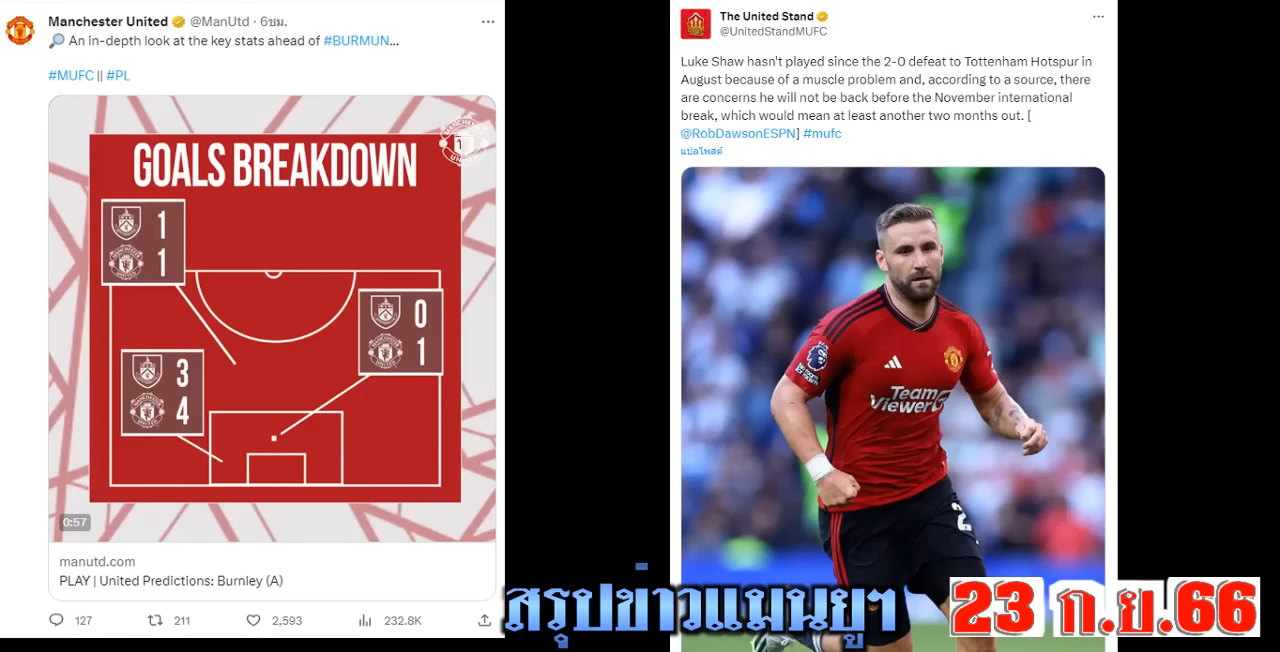 Manchester United @ManUtd · 6ชม.
🔎 An in-depth look at the key stats ahead of #BURMUN...
#MUFC || #PL
GOALS BREAKDOWN
1
1
0
1
3
4
0:57
manutd.com
PLAY | United Predictions: Burnley (A)
127 211 2,593 232.8K
The United Stand
@UnitedStandMUFC
Luke Shaw hasn't played since the 2-0 defeat to Tottenham Hotspur in
August because of a muscle problem and, according to a source, there
are concerns he will not be back before the November international
break, which would mean at least another two months out. [
@RobDawsonESPN] #mufc
แปลโพสต์
Team
Viewer
2
สรุปข่าวแมนยูฯ 23 ก.ย.66